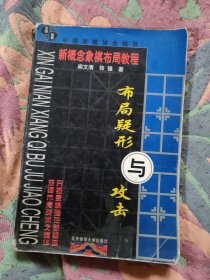 中国象棋协会推荐
新概念象棋布局教程
阎文清 张强 著
布局疑形
与
攻击
XIN GAI NIAN XIANG QI BU JU JIAO CHENG
北京体育大学出版社